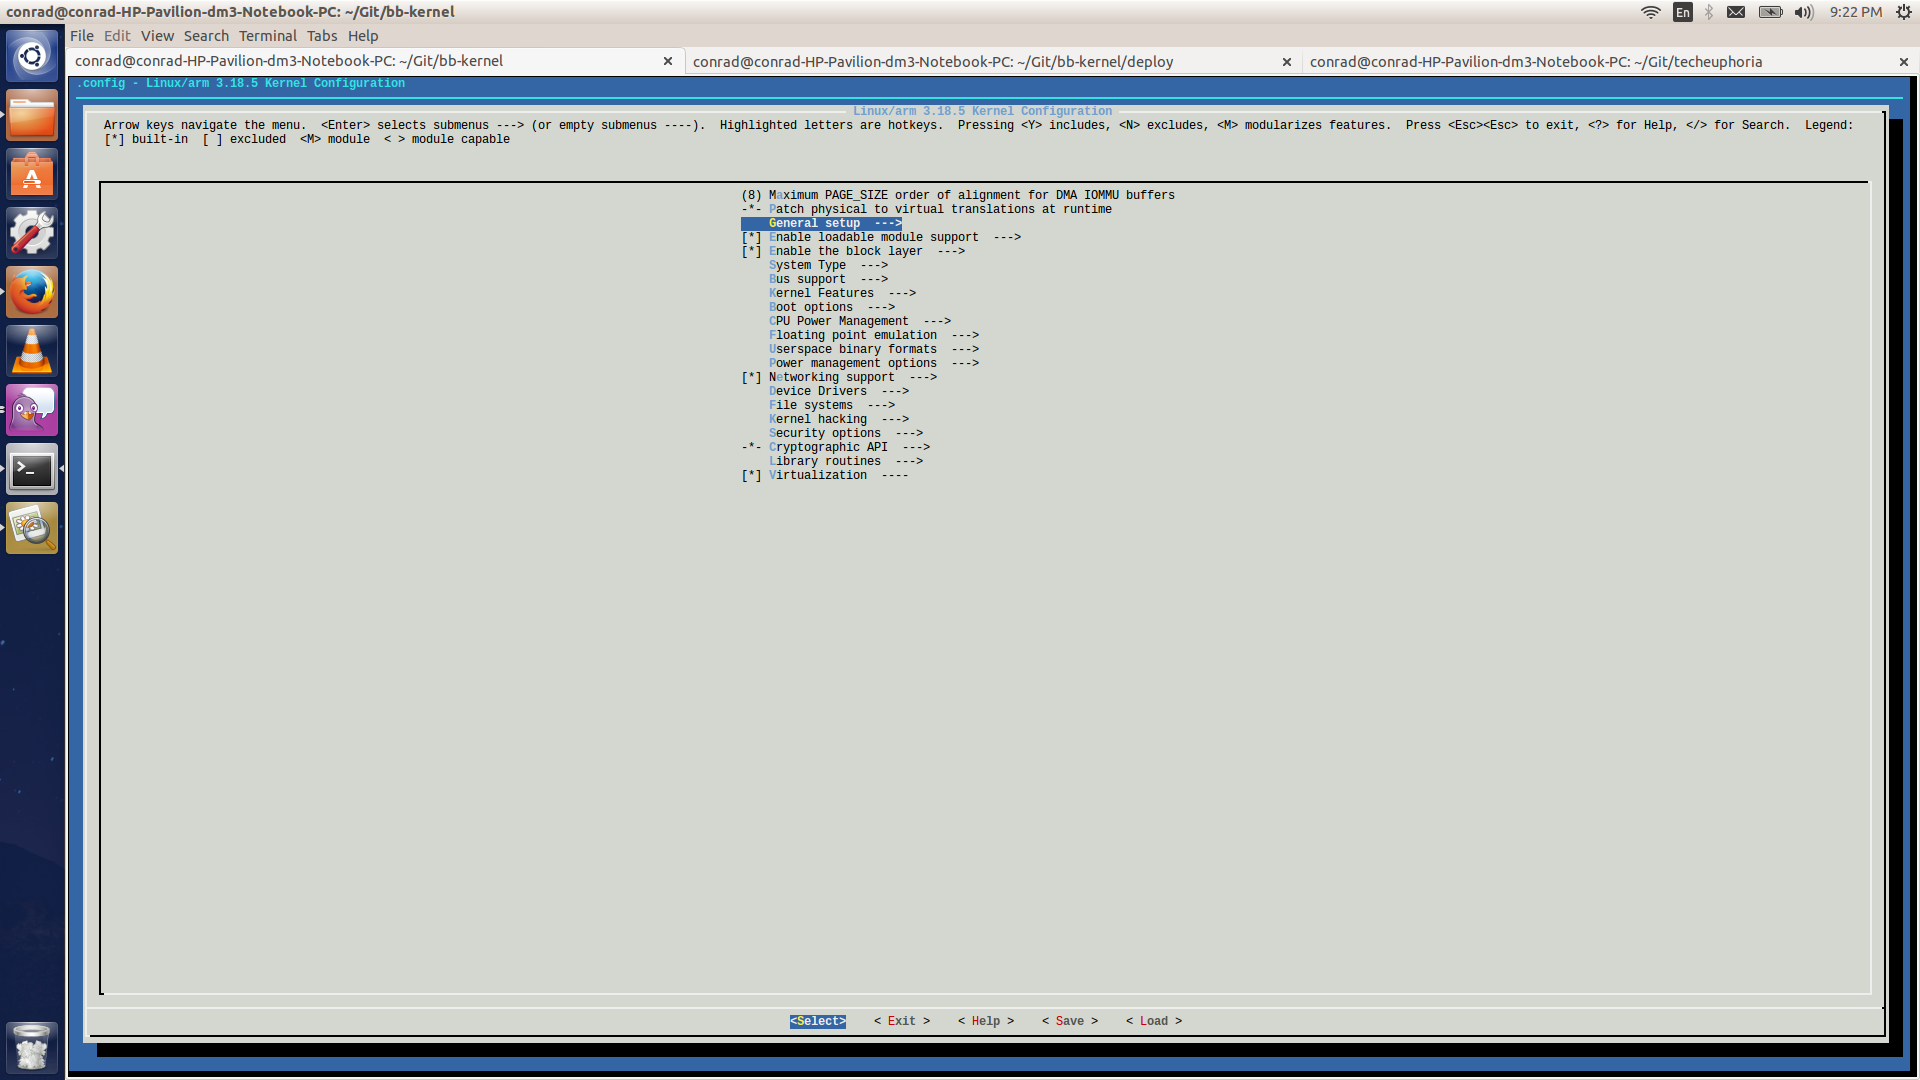 conrad@conrad-HP-Pavilion-dm3-Notebook-PC: ~/Git/bb-kernel
En 9:22 PM
File Edit View Search Terminal Tabs Help
conrad@conrad-HP-Pavilion-dm3-Notebook-PC: ~/Git/bb-kernel × conrad@conrad-HP-Pavilion-dm3-Notebook-PC: ~/Git/bb-kernel/deploy × conrad@conrad-HP-Pavilion-dm3-Notebook-PC: ~/Git/techeuphoria ×
.config - Linux/arm 3.18.5 Kernel Configuration
Linux/arm 3.18.5 Kernel Configuration
Arrow keys navigate the menu.  <Enter> selects submenus ---> (or empty submenus ----).  Highlighted letters are hotkeys.  Pressing <Y> includes, <N> excludes, <M> modularizes features.  Press <Esc><Esc> to exit, <?> for Help, </> for Search.  Legend:
[*] built-in  [ ] excluded  <M> module  < > module capable
(8) Maximum PAGE_SIZE order of alignment for DMA IOMMU buffers
-*- Patch physical to virtual translations at runtime
General setup  --->
[*] Enable loadable module support  --->
[*] Enable the block layer  --->
System Type  --->
Bus support  --->
Kernel Features  --->
Boot options  --->
CPU Power Management  --->
Floating point emulation  --->
Userspace binary formats  --->
Power management options  --->
[*] Networking support  --->
Device Drivers  --->
File systems  --->
Kernel hacking  --->
Security options  --->
-*- Cryptographic API  --->
Library routines  --->
[*] Virtualization  ----
<Select>    < Exit >    < Help >    < Save >    < Load >